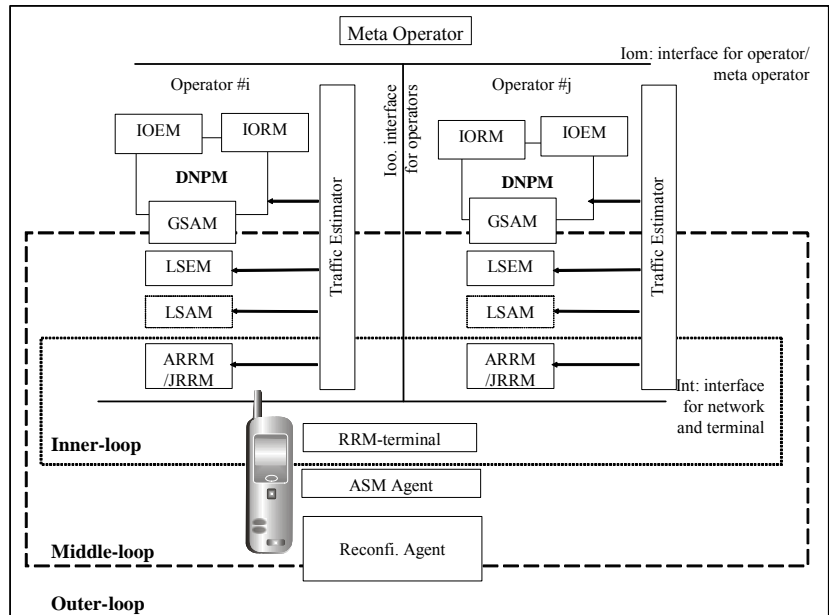 Meta Operator
Iom: interface for operator/
meta operator
Operator #i
Operator #j
Ioo. interface
for operators
IOEM
IORM
DNPM
GSAM
LSEM
LSAM
ARRM
/JRRM
Traffic Estimator
IORM
IOEM
DNPM
GSAM
LSEM
LSAM
ARRM
/JRRM
Traffic Estimator
Int: interface
for network
and terminal
Inner-loop
RRM-terminal
ASM Agent
Middle-loop
Reconfi. Agent
Outer-loop